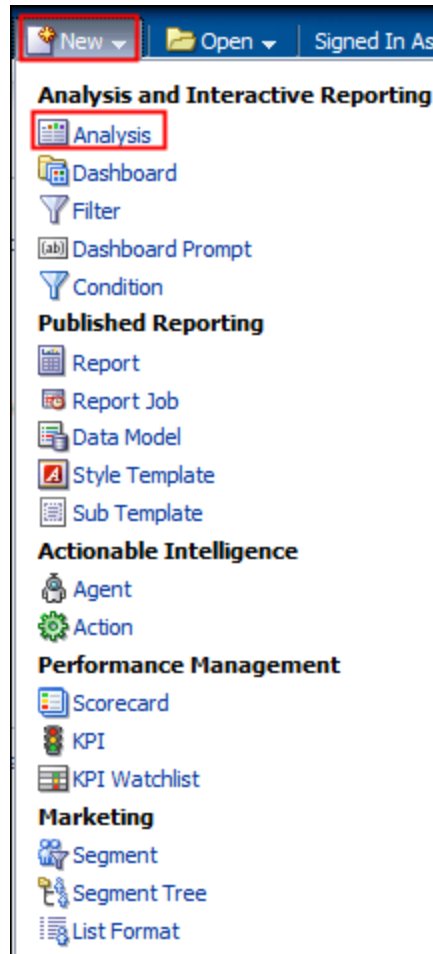 New Open Signed In As
Analysis and Interactive Reporting
Analysis
Dashboard
Filter
(ab) Dashboard Prompt
Condition
Published Reporting
Report
Report Job
Data Model
Style Template
Sub Template
Actionable Intelligence
Agent
Action
Performance Management
Scorecard
KPI
KPI Watchlist
Marketing
Segment
Segment Tree
List Format